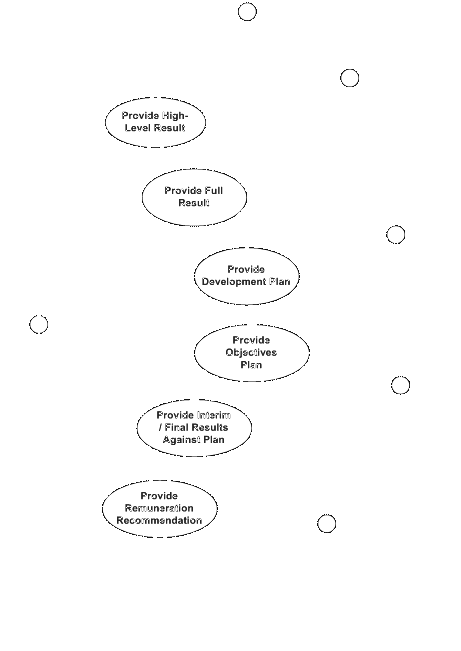 Provide High-
Level Result
Provide Full
Result
Provide
Development Plan
Provide
Objectives
Plan
Provide Interim
/ Final Results
Against Plan
Provide
Remuneration
Recommendation